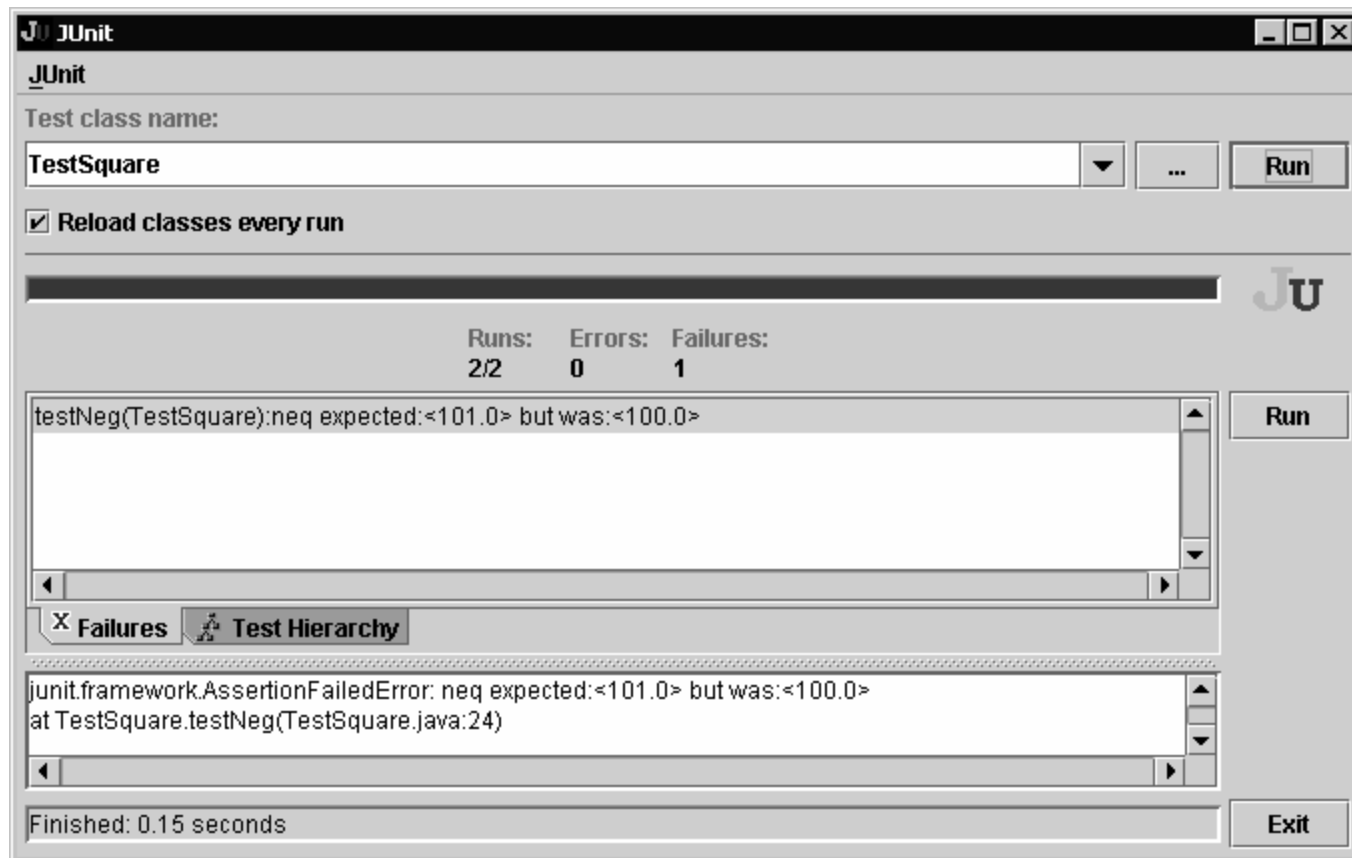 JU JUnit
JUnit
Test class name:
TestSquare
... Run
Reload classes every run
JU
Runs: Errors: Failures:
2/2 0 1
testNeg(TestSquare):neq expected:<101.0> but was:<100.0>
Run
X Failures Test Hierarchy
junit.framework.AssertionFailedError: neq expected:<101.0> but was:<100.0>
at TestSquare.testNeg(TestSquare.java:24)
Finished: 0.15 seconds
Exit